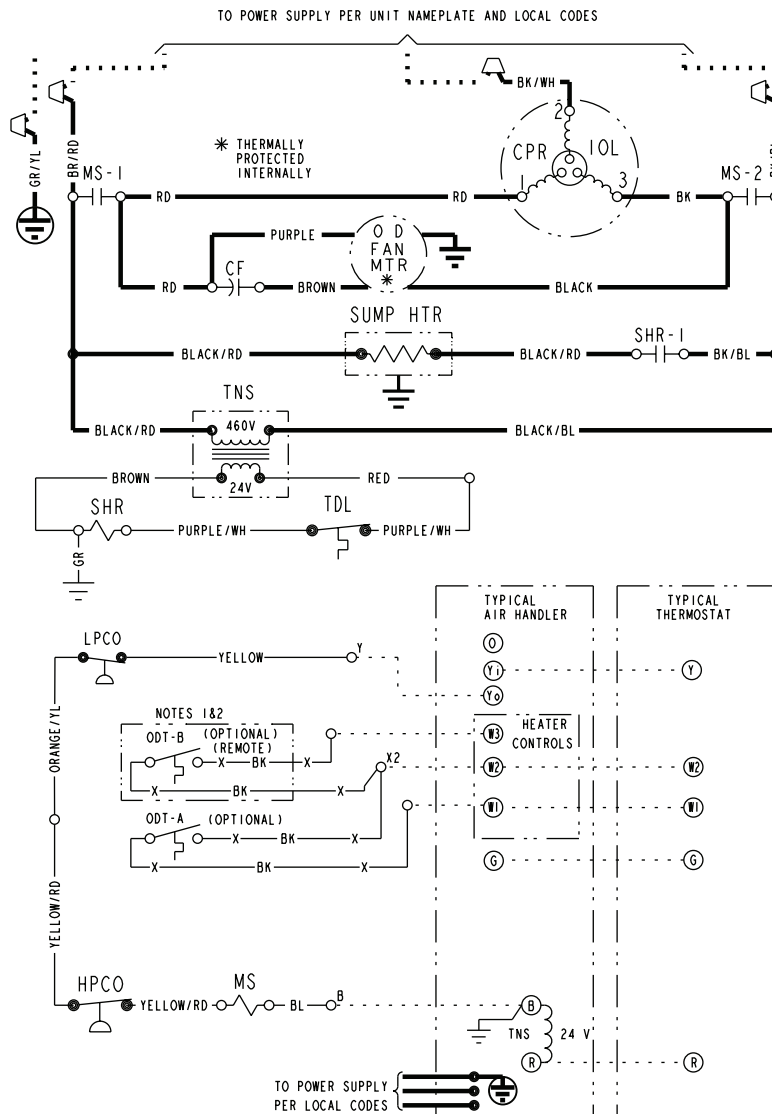 TO POWER SUPPLY PER UNIT NAMEPLATE AND LOCAL CODES
BK/WH
2
GR/YL
BR/RD
* THERMALLY
PROTECTED
INTERNALLY
CPR
IOL
MS-1
1
3
MS-2
RD
RD
BK
PURPLE
O D
FAN
MTR
*
CF
RD
BROWN
BLACK
SUMP HTR
SHR-1
BLACK/RD
BLACK/RD
BK/BL
TNS
BLACK/RD
460V
BLACK/BL
BROWN
24V
RED
SHR
TDL
PURPLE/WH
PURPLE/WH
GR
TYPICAL
AIR HANDLER
TYPICAL
THERMOSTAT
LPCO
YELLOW
Y
O
Yi
Y
Yo
ORANGE/YL
NOTES 1&2
ODT-B
(OPTIONAL)
(REMOTE)
X
BK
X
W3
HEATER
CONTROLS
X2
W2
W2
X
BK
X
W1
W1
ODT-A
(OPTIONAL)
X
BK
X
X
BK
X
G
G
YELLOW/RD
HPCO
YELLOW/RD
MS
BL
B
B
TNS
24 V
R
R
TO POWER SUPPLY
PER LOCAL CODES